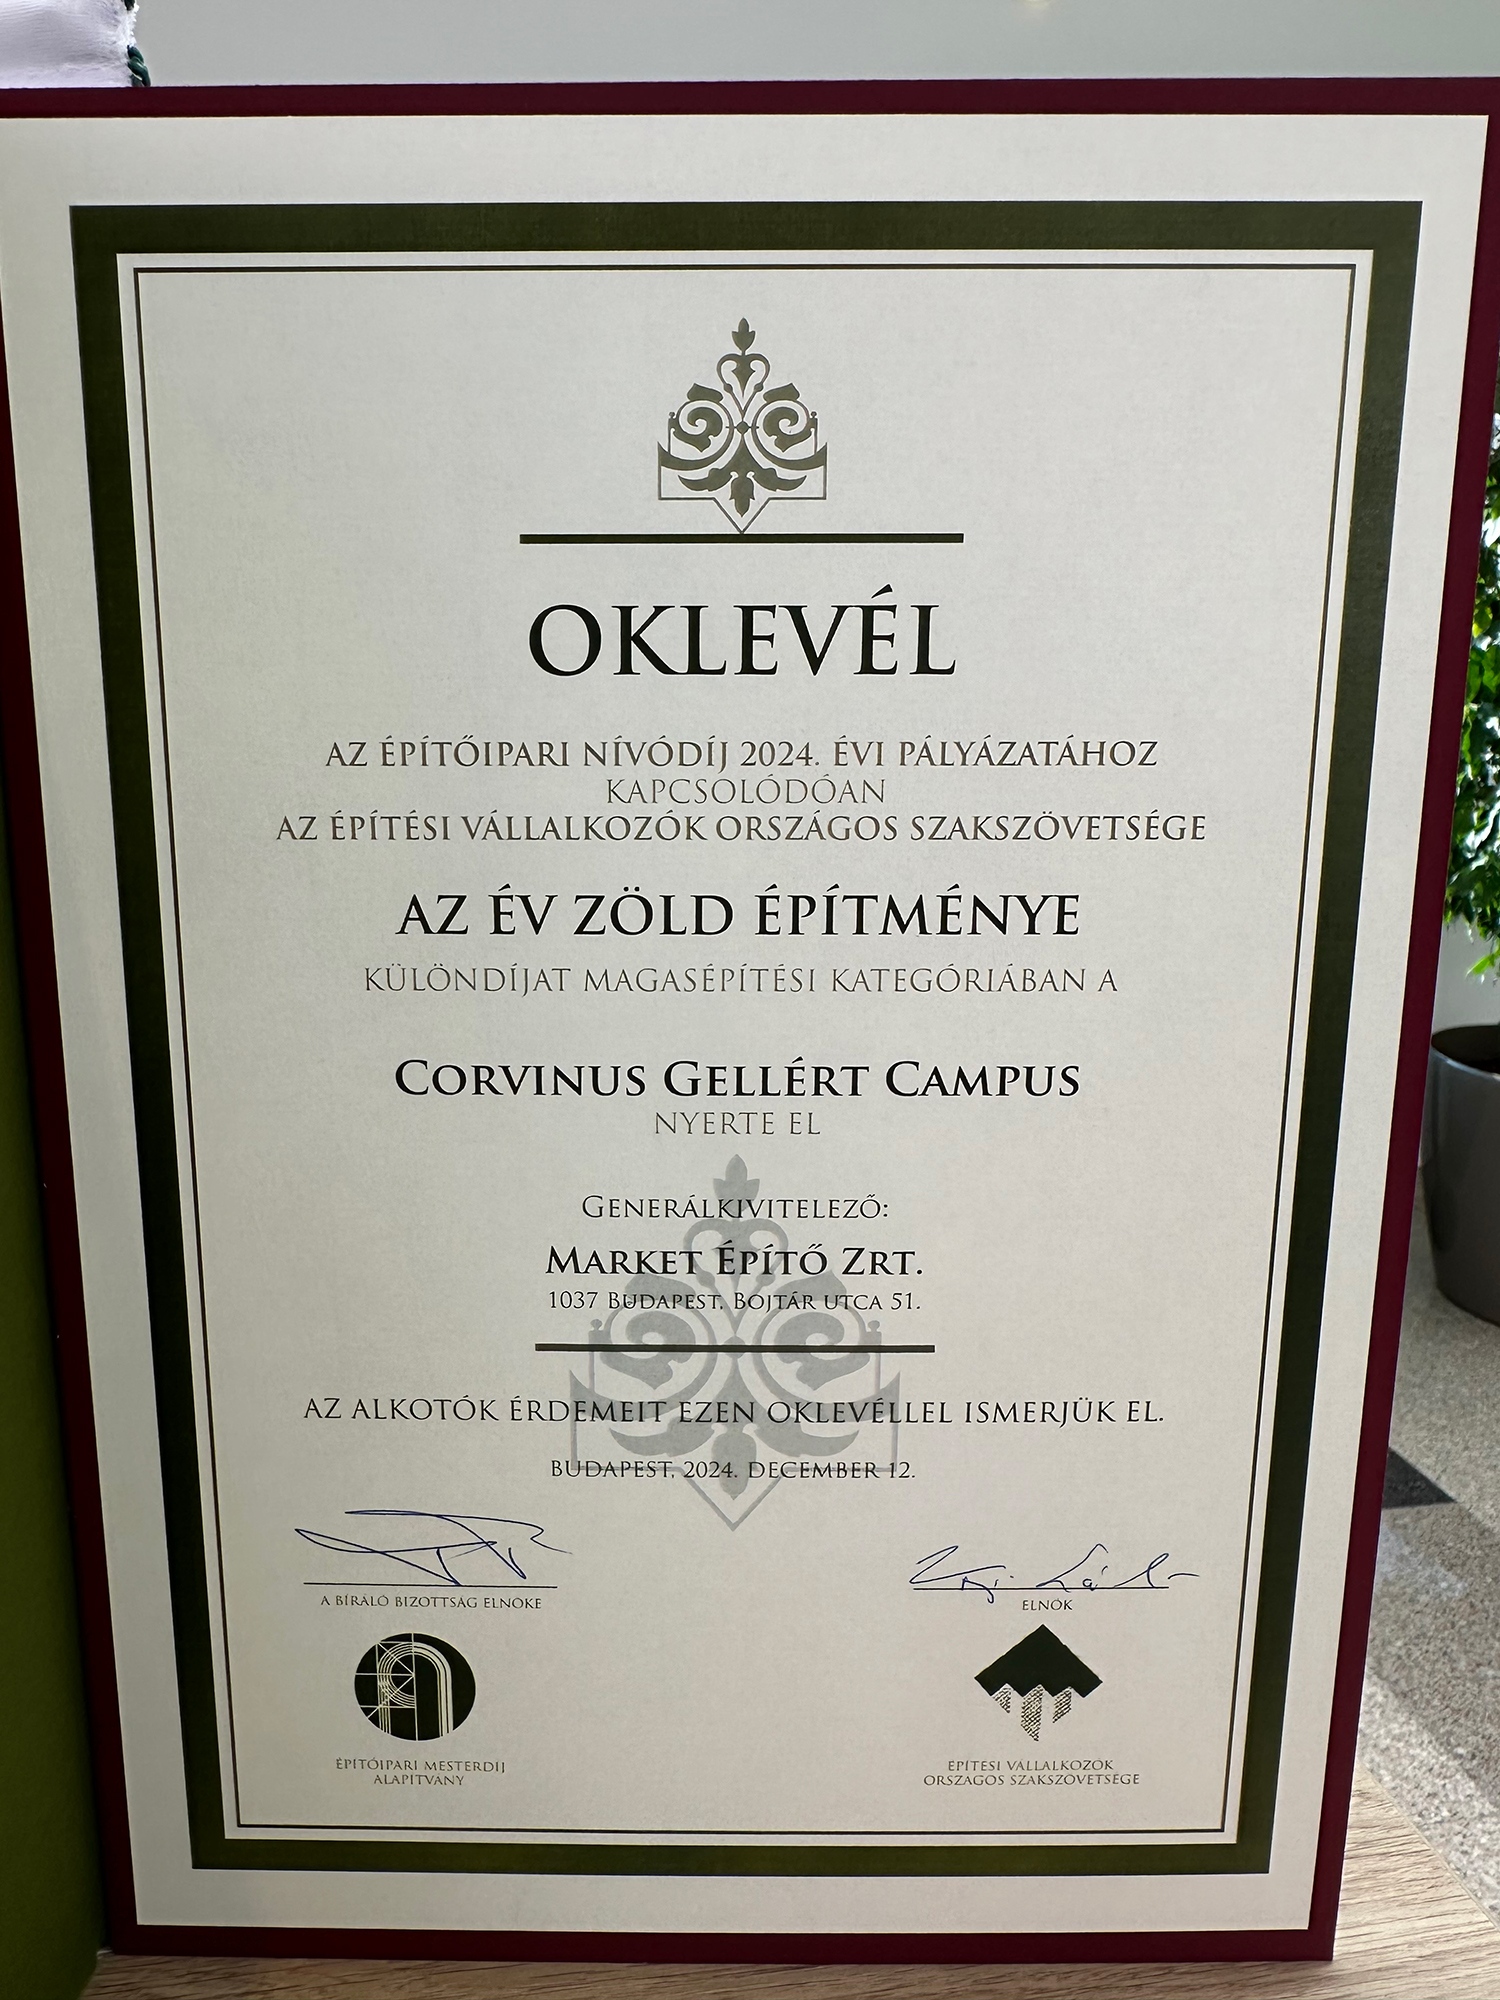 OKLEVÉL
AZ ÉPÍTŐIPARI NÍVÓDÍJ 2024. ÉVI PÁLYÁZATÁHOZ
KAPCSOLÓDÓAN
AZ ÉPÍTÉSI VÁLLALKOZÓK ORSZÁGOS SZAKSZÖVETSÉGE
AZ ÉV ZÖLD ÉPÍTMÉNYE
KÜLÖNDÍJAT MAGASÉPÍTÉSI KATEGÓRIÁBAN A
CORVINUS GELLÉRT CAMPUS
NYERTE EL
GENERÁLKIVITELEZŐ:
MARKET ÉPÍTŐ ZRT.
1037 BUDAPEST, BOJTÁR UTCA 51.
AZ ALKOTÓK ÉRDEMEIT EZEN OKLEVÉLLEL ISMERJÜK EL.
BUDAPEST, 2024. DECEMBER 12.
A BÍRÁLÓ BIZOTTSÁG ELNÖKE
ELNÖK
ÉPÍTŐIPARI MESTERDÍJ
ALAPÍTVÁNY
ÉPÍTÉSI VÁLLALKOZÓK
ORSZÁGOS SZAKSZÖVETSÉGE